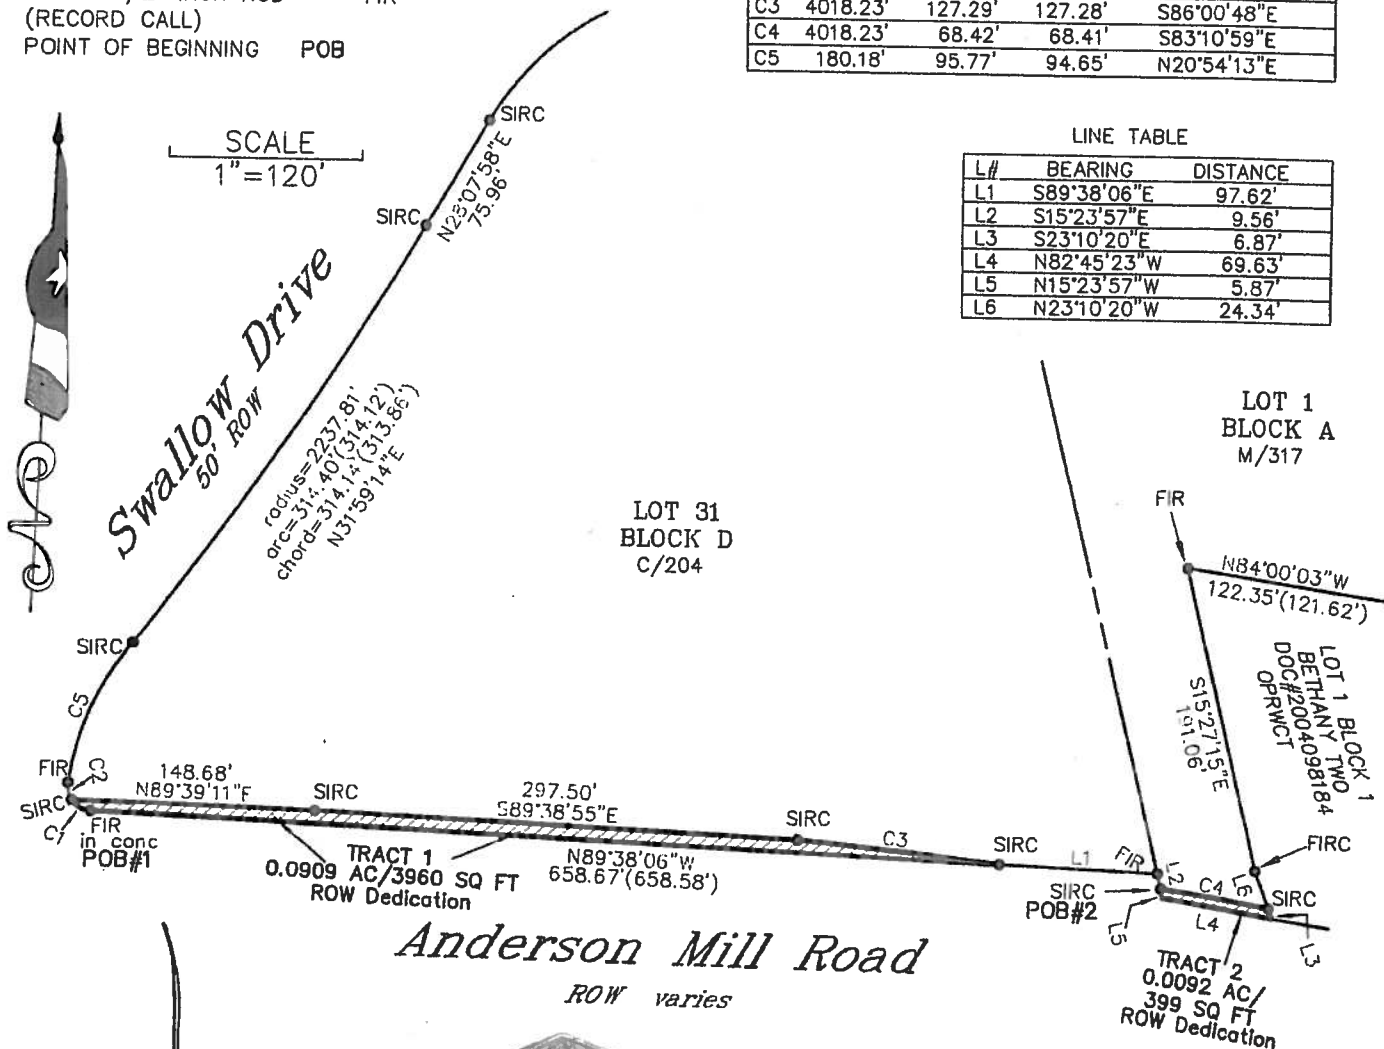 (RECORD CALL)
POINT OF BEGINNING POB
C3 4018.23' 127.29' 127.28' S86°00'48"E
C4 4018.23' 68.42' 68.41' S83°10'59"E
C5 180.18' 95.77' 94.65' N20°54'13"E
SCALE
1"=120'
LINE TABLE
L# BEARING DISTANCE
L1 S89°38'06"E 97.62'
L2 S15°23'57"E 9.56'
L3 S23°10'20"E 6.87'
L4 N82°45'23"W 69.63'
L5 N15°23'57"W 5.87'
L6 N23°10'20"W 24.34'
SIRC
SIRC
N28°07'58"E
75.96'
Swallow Drive
50' ROW
radius=2237.81'
arc=314.40'(314.12')
chord=314.14'(313.86')
N31°59'14"E
LOT 31
BLOCK D
C/204
LOT 1
BLOCK A
M/317
FIR
N84°00'03"W
122.35'(121.62')
LOT 1 BLOCK 1
BETHANY TWO
DOC#2004098184
OPRWCT
S15°27'15"E
191.06'
SIRC
C5
FIR
C2
SIRC
C1
FIR
in conc
POB#1
148.68'
N89°39'11"E
SIRC
297.50'
S89°38'55"E
SIRC
C3
SIRC
L1
FIR
L2
SIRC
POB#2
L5
C4
L4
L6
FIRC
SIRC
L3
TRACT 1
0.0909 AC/3960 SQ FT
ROW Dedication
N89°38'06"W
658.67'(658.58')
TRACT 2
0.0092 AC/
399 SQ FT
ROW Dedication
Anderson Mill Road
ROW varies